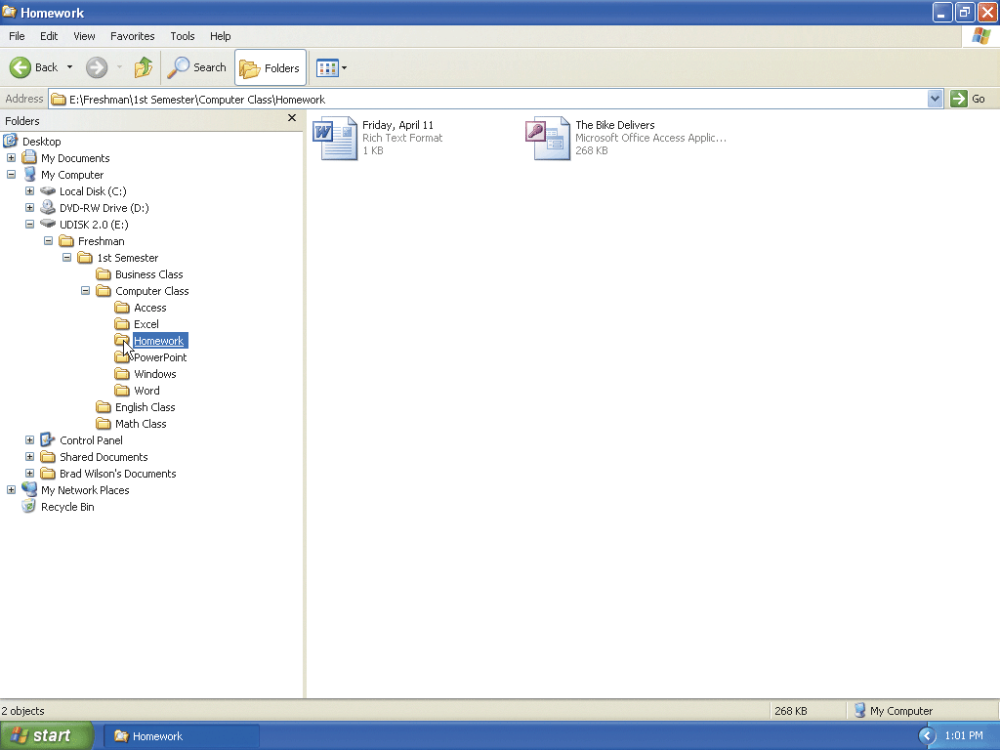 Homework
File Edit View Favorites Tools Help
Back Search Folders
Address E:\Freshman\1st Semester\Computer Class\Homework Go
Folders
Desktop
My Documents
My Computer
Local Disk (C:)
DVD-RW Drive (D:)
UDISK 2.0 (E:)
Freshman
1st Semester
Business Class
Computer Class
Access
Excel
Homework
PowerPoint
Windows
Word
English Class
Math Class
Control Panel
Shared Documents
Brad Wilson's Documents
My Network Places
Recycle Bin
Friday, April 11
Rich Text Format
1 KB
The Bike Delivers
Microsoft Office Access Applic...
268 KB
2 objects 268 KB My Computer
start Homework 1:01 PM